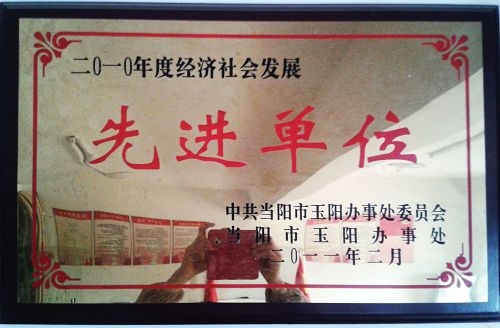 二0一0年度经济社会发展
先进单位
中共当阳市玉阳办事处委员会
当阳市玉阳办事处
二0一一年二月